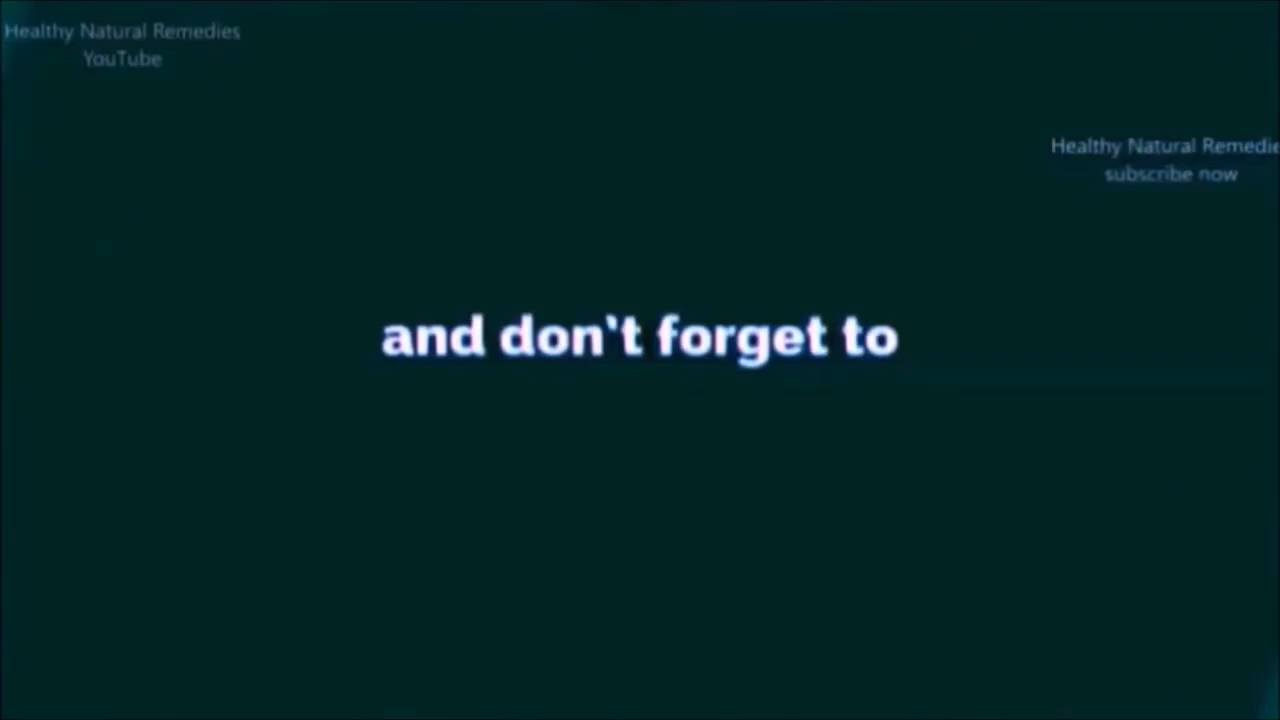 Healthy Natural Remedies
YouTube
Healthy Natural Remedie
subscribe now
and don't forget to